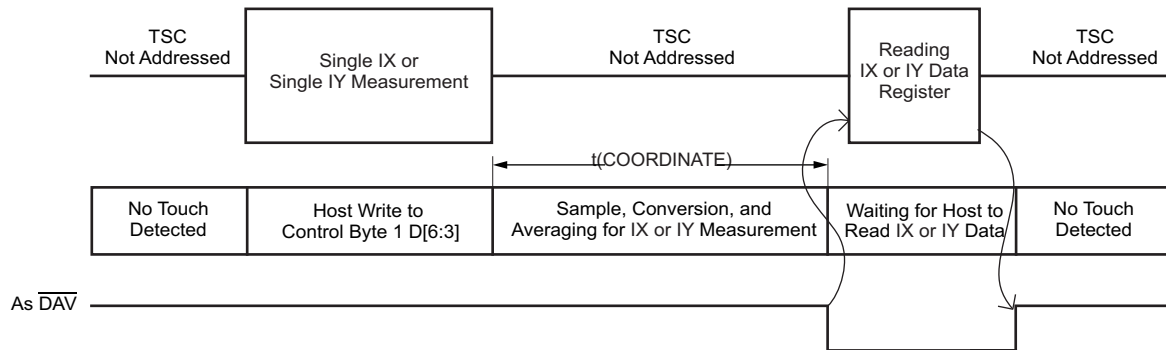 TSC
Not Addressed
Single IX or
Single IY Measurement
TSC
Not Addressed
Reading
IX or IY Data
Register
TSC
Not Addressed
t(COORDINATE)
No Touch
Detected
Host Write to
Control Byte 1 D[6:3]
Sample, Conversion, and
Averaging for IX or IY Measurement
Waiting for Host to
Read IX or IY Data
No Touch
Detected
As D̅A̅V̅